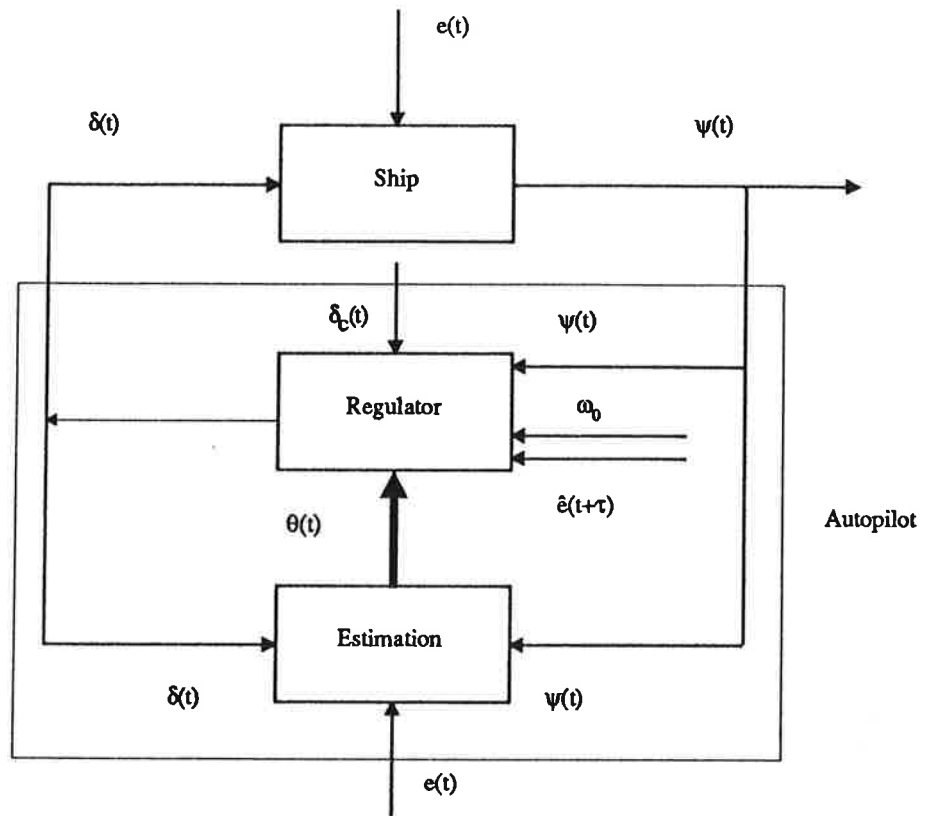 e(t)
δ(t)
ψ(t)
Ship
δc(t)
ψ(t)
Regulator
ω0
ê(t+τ)
θ(t)
Autopilot
Estimation
δ(t)
ψ(t)
e(t)